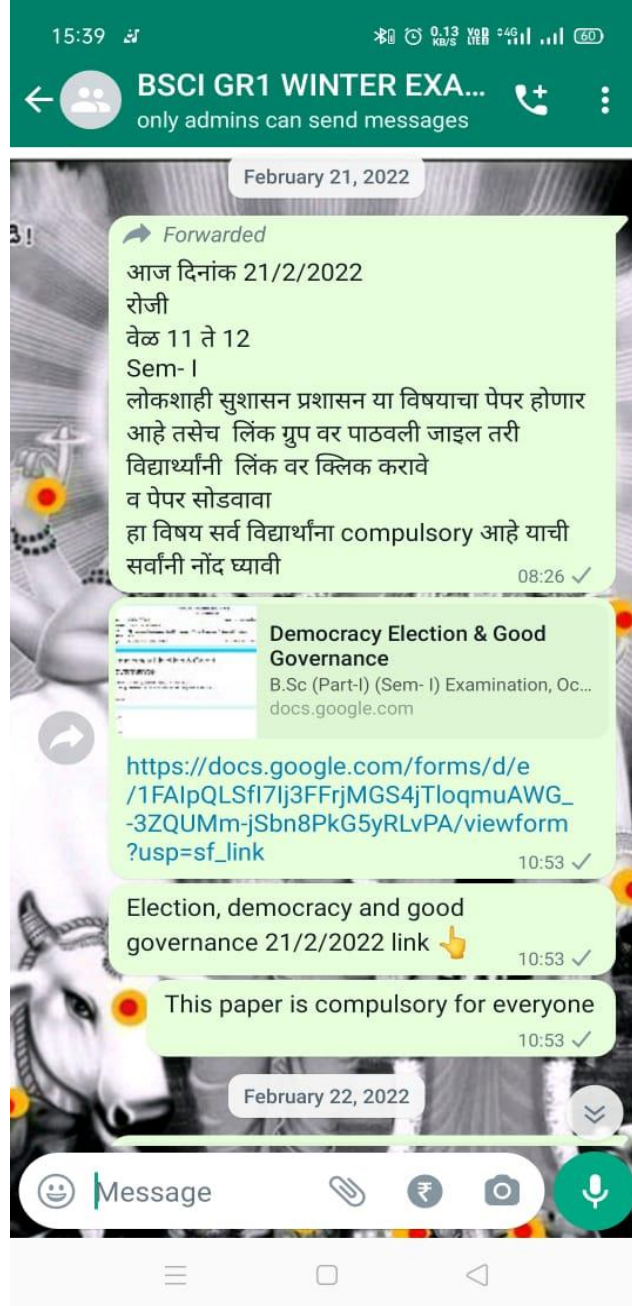 15:39
0.13 KB/S
VoD LTED
4G
60
BSCI GR1 WINTER EXA...
only admins can send messages
February 21, 2022
Forwarded
आज दिनांक 21/2/2022
रोजी
वेळ 11 ते 12
Sem- I
लोकशाही सुशासन प्रशासन या विषयाचा पेपर होणार
आहे तसेच लिंक ग्रुप वर पाठवली जाइल तरी
विद्यार्थ्यांनी लिंक वर क्लिक करावे
व पेपर सोडवावा
हा विषय सर्व विद्यार्थांना compulsory आहे याची
सर्वांनी नोंद घ्यावी
08:26
Democracy Election & Good
Governance
B.Sc (Part-I) (Sem- I) Examination, Oc...
docs.google.com
https://docs.google.com/forms/d/e
/1FAIpQLSfI7Ij3FFrjMGS4jTloqmuAWG_
-3ZQUMm-jSbn8PkG5yRLvPA/viewform
?usp=sf_link
10:53
Election, democracy and good
governance 21/2/2022 link 👆
10:53
This paper is compulsory for everyone
10:53
February 22, 2022
Message